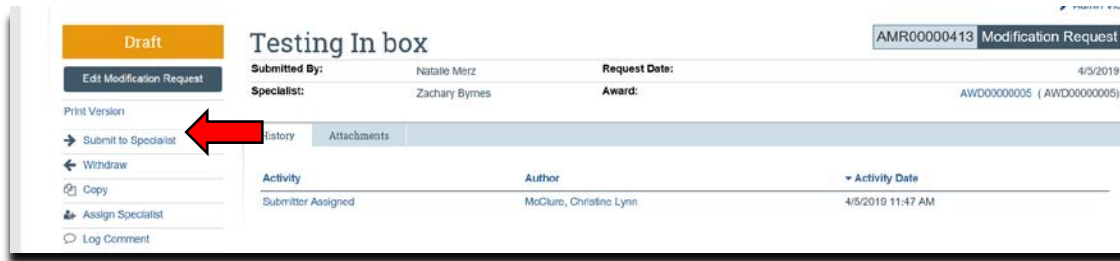 Admin Vie
Draft
Edit Modification Request
Print Version
Submit to Specialist
Withdraw
Copy
Assign Specialist
Log Comment
Testing In box
AMR00000413 Modification Request
Submitted By: Natalie Merz Request Date: 4/5/2019
Specialist: Zachary Byrnes Award: AWD00000005 ( AWD00000005)
History Attachments
Activity Author Activity Date
Submitter Assigned McClure, Christine Lynn 4/5/2019 11:47 AM